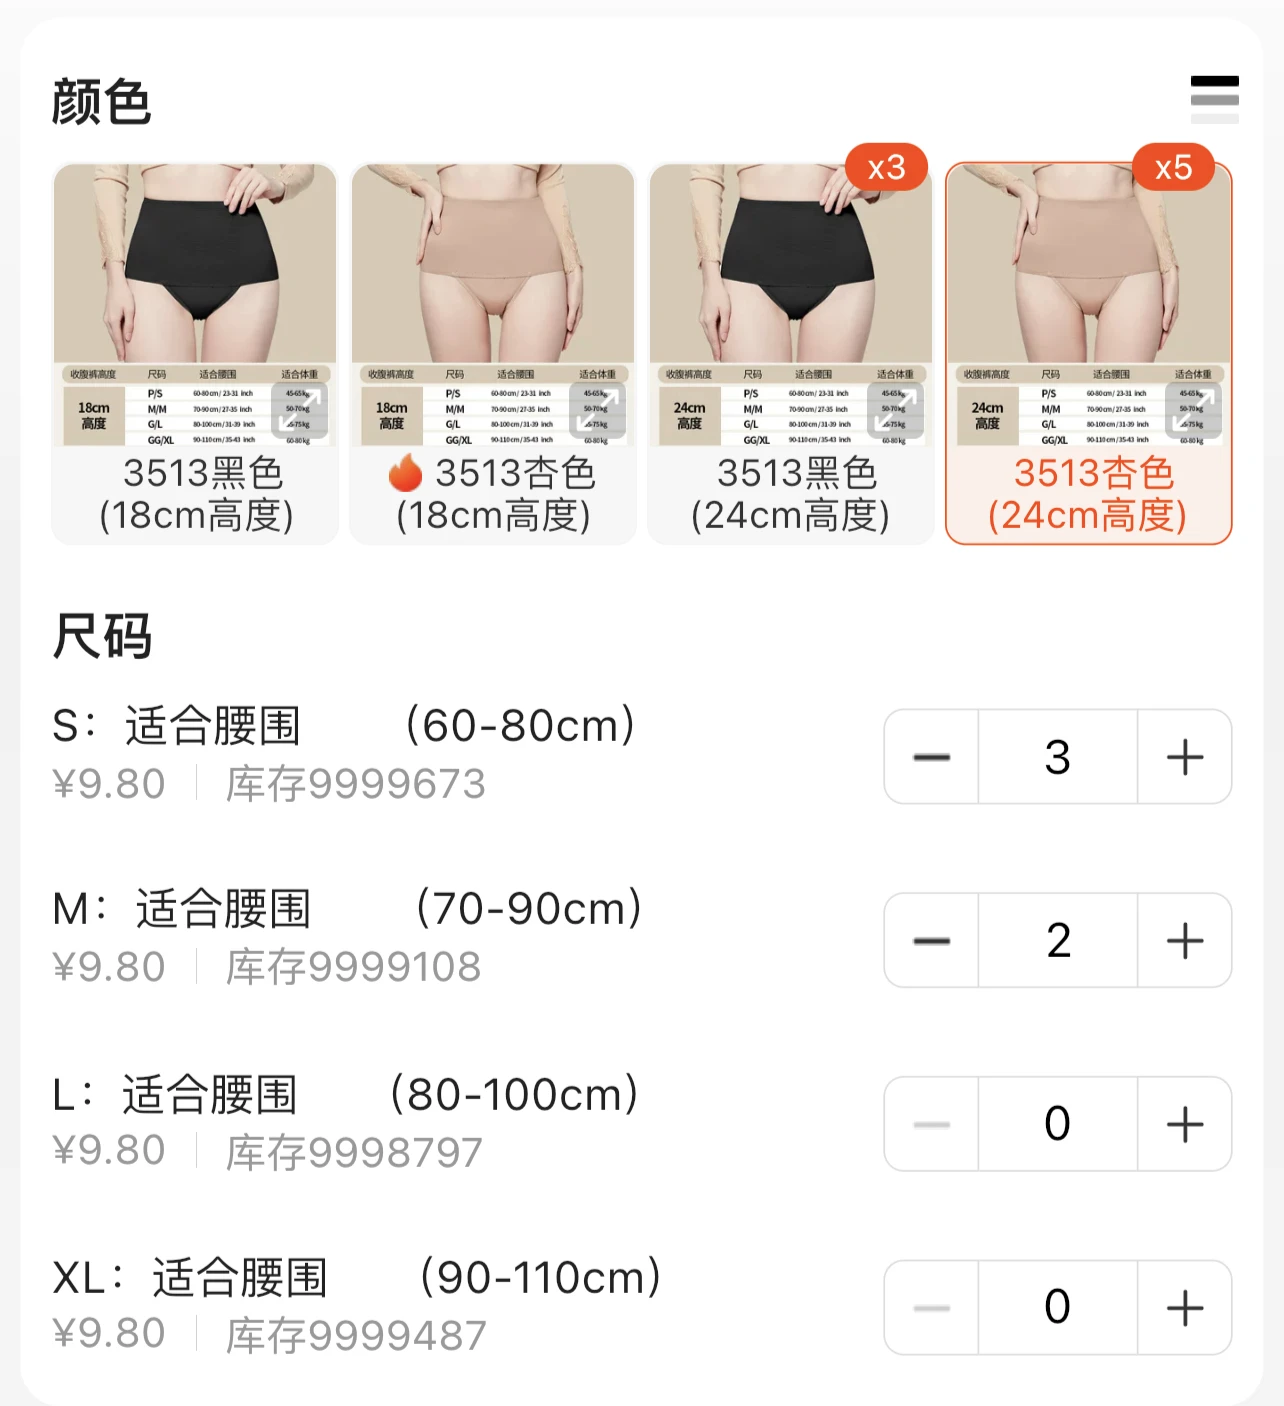 颜色
x3
x5
收腹裤高度 尺码 适合腰围 适合体重
18cm
高度
P/S 60-80cm / 23-31 inch 45-65kg
M/M 70-90cm / 27-35 inch 50-70kg
G/L 80-100cm / 31-39 inch
GG/XL 90-110cm / 35-43 inch 60-80kg
3513黑色
(18cm高度)
收腹裤高度 尺码 适合腰围 适合体重
18cm
高度
P/S 60-80cm / 23-31 inch 45-65kg
M/M 70-90cm / 27-35 inch 50-70kg
G/L 80-100cm / 31-39 inch
GG/XL 90-110cm / 35-43 inch 60-80kg
🔥 3513杏色
(18cm高度)
收腹裤高度 尺码 适合腰围 适合体重
24cm
高度
P/S 60-80cm / 23-31 inch 45-65kg
M/M 70-90cm / 27-35 inch 50-70kg
G/L 80-100cm / 31-39 inch
GG/XL 90-110cm / 35-43 inch 60-80kg
3513黑色
(24cm高度)
收腹裤高度 尺码 适合腰围 适合体重
24cm
高度
P/S 60-80cm / 23-31 inch 45-65kg
M/M 70-90cm / 27-35 inch 50-70kg
G/L 80-100cm / 31-39 inch
GG/XL 90-110cm / 35-43 inch 60-80kg
3513杏色
(24cm高度)
尺码
S：适合腰围 （60-80cm）
¥9.80 库存9999673
3
M：适合腰围 （70-90cm）
¥9.80 库存9999108
2
L：适合腰围 （80-100cm）
¥9.80 库存9998797
0
XL：适合腰围 （90-110cm）
¥9.80 库存9999487
0